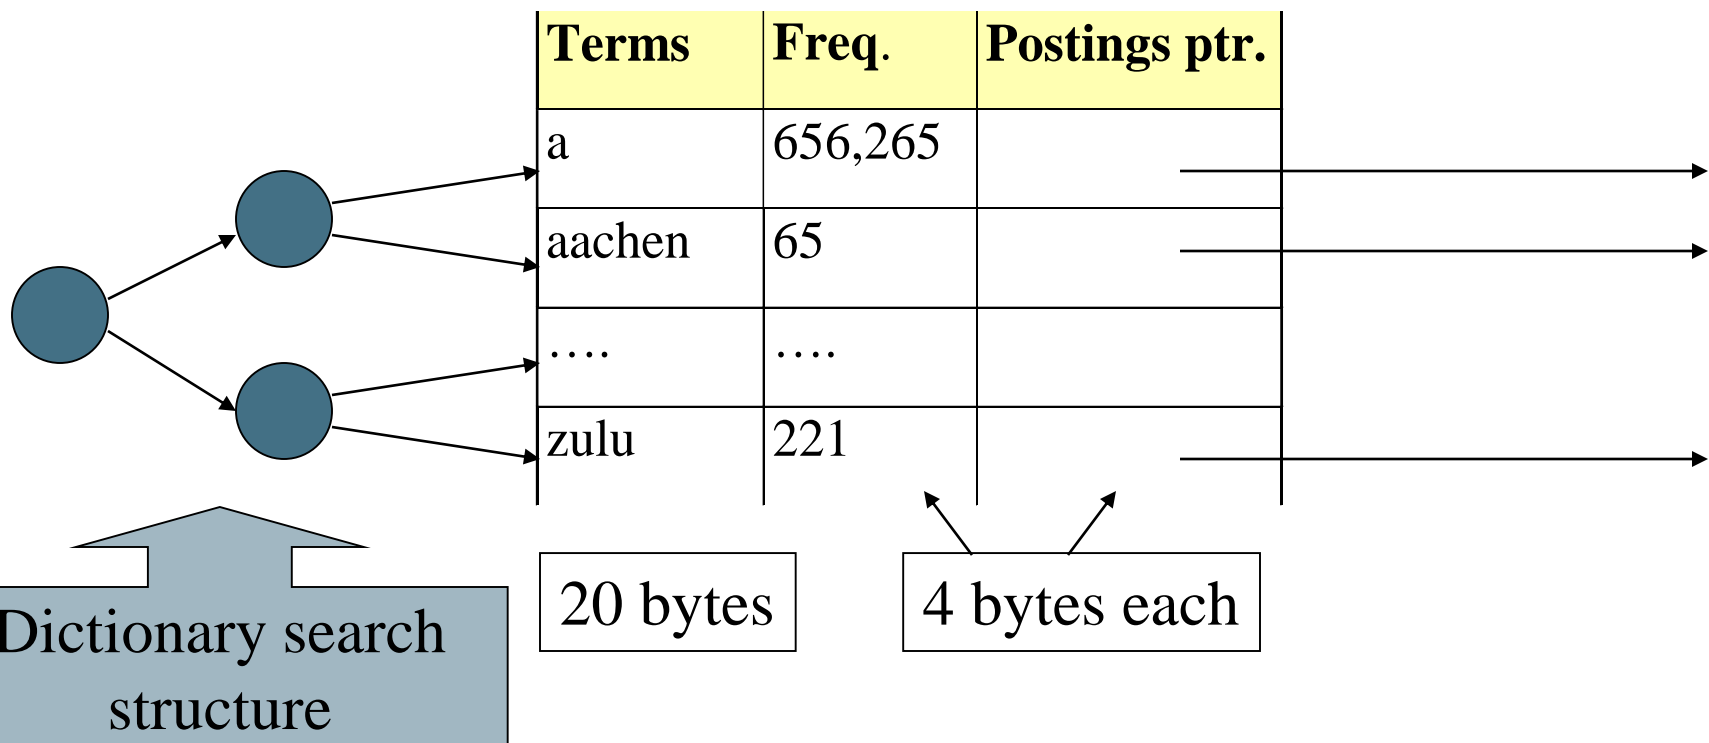 Terms Freq. Postings ptr.
a 656,265
aachen 65
…. ….
zulu 221
20 bytes
4 bytes each
Dictionary search
structure